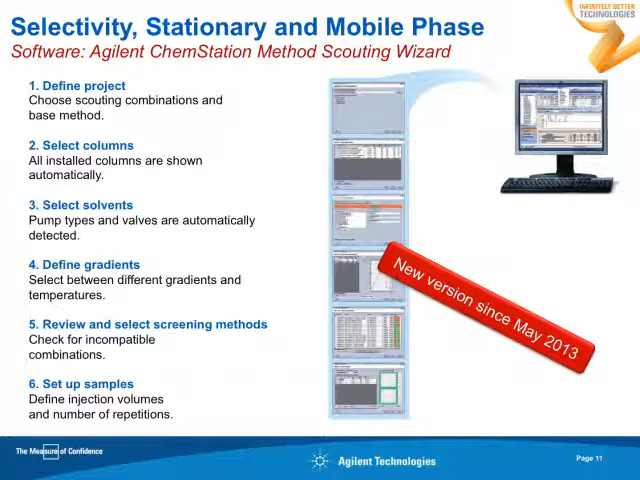 Selectivity, Stationary and Mobile Phase
Software: Agilent ChemStation Method Scouting Wizard
INFINITELY BETTER
TECHNOLOGIES
1. Define project
Choose scouting combinations and
base method.
2. Select columns
All installed columns are shown
automatically.
3. Select solvents
Pump types and valves are automatically
detected.
4. Define gradients
Select between different gradients and
temperatures.
5. Review and select screening methods
Check for incompatible
combinations.
6. Set up samples
Define injection volumes
and number of repetitions.
New version since May 2013
The Measure of Confidence
Agilent Technologies
Page 11